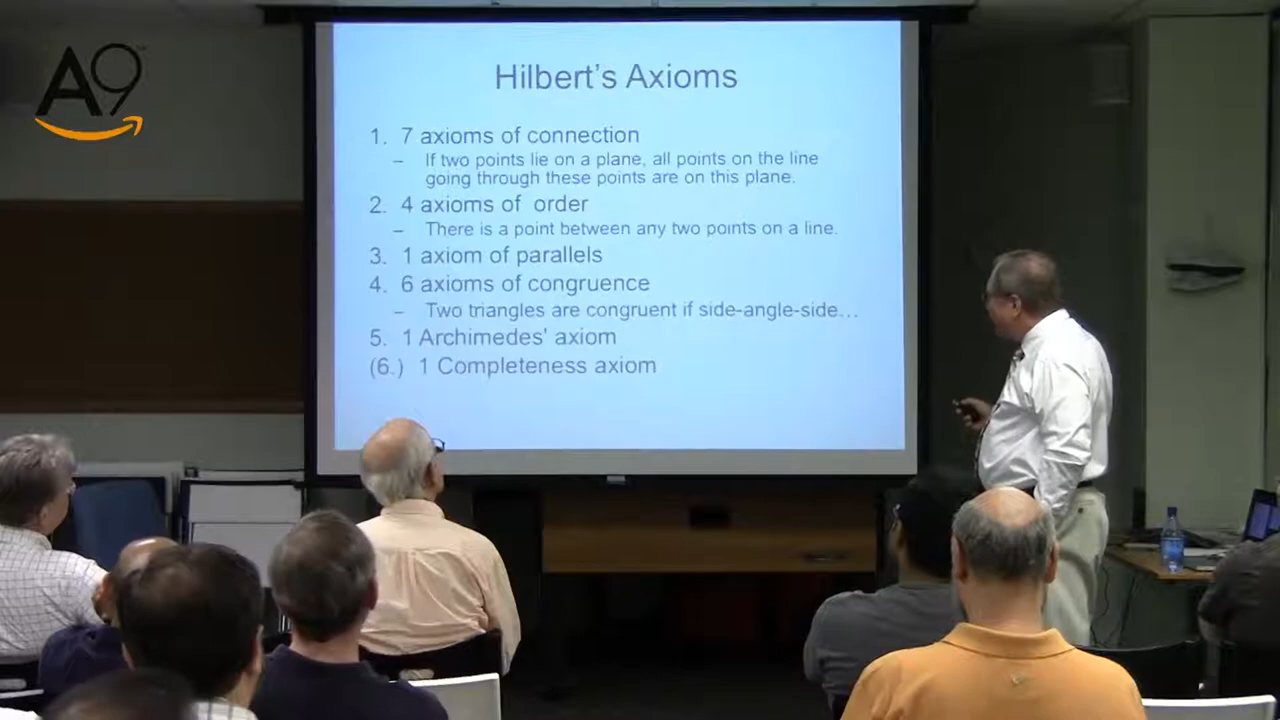 A9
Hilbert's Axioms
1. 7 axioms of connection
– If two points lie on a plane, all points on the line
going through these points are on this plane.
2. 4 axioms of order
– There is a point between any two points on a line.
3. 1 axiom of parallels
4. 6 axioms of congruence
– Two triangles are congruent if side-angle-side…
5. 1 Archimedes' axiom
(6.) 1 Completeness axiom